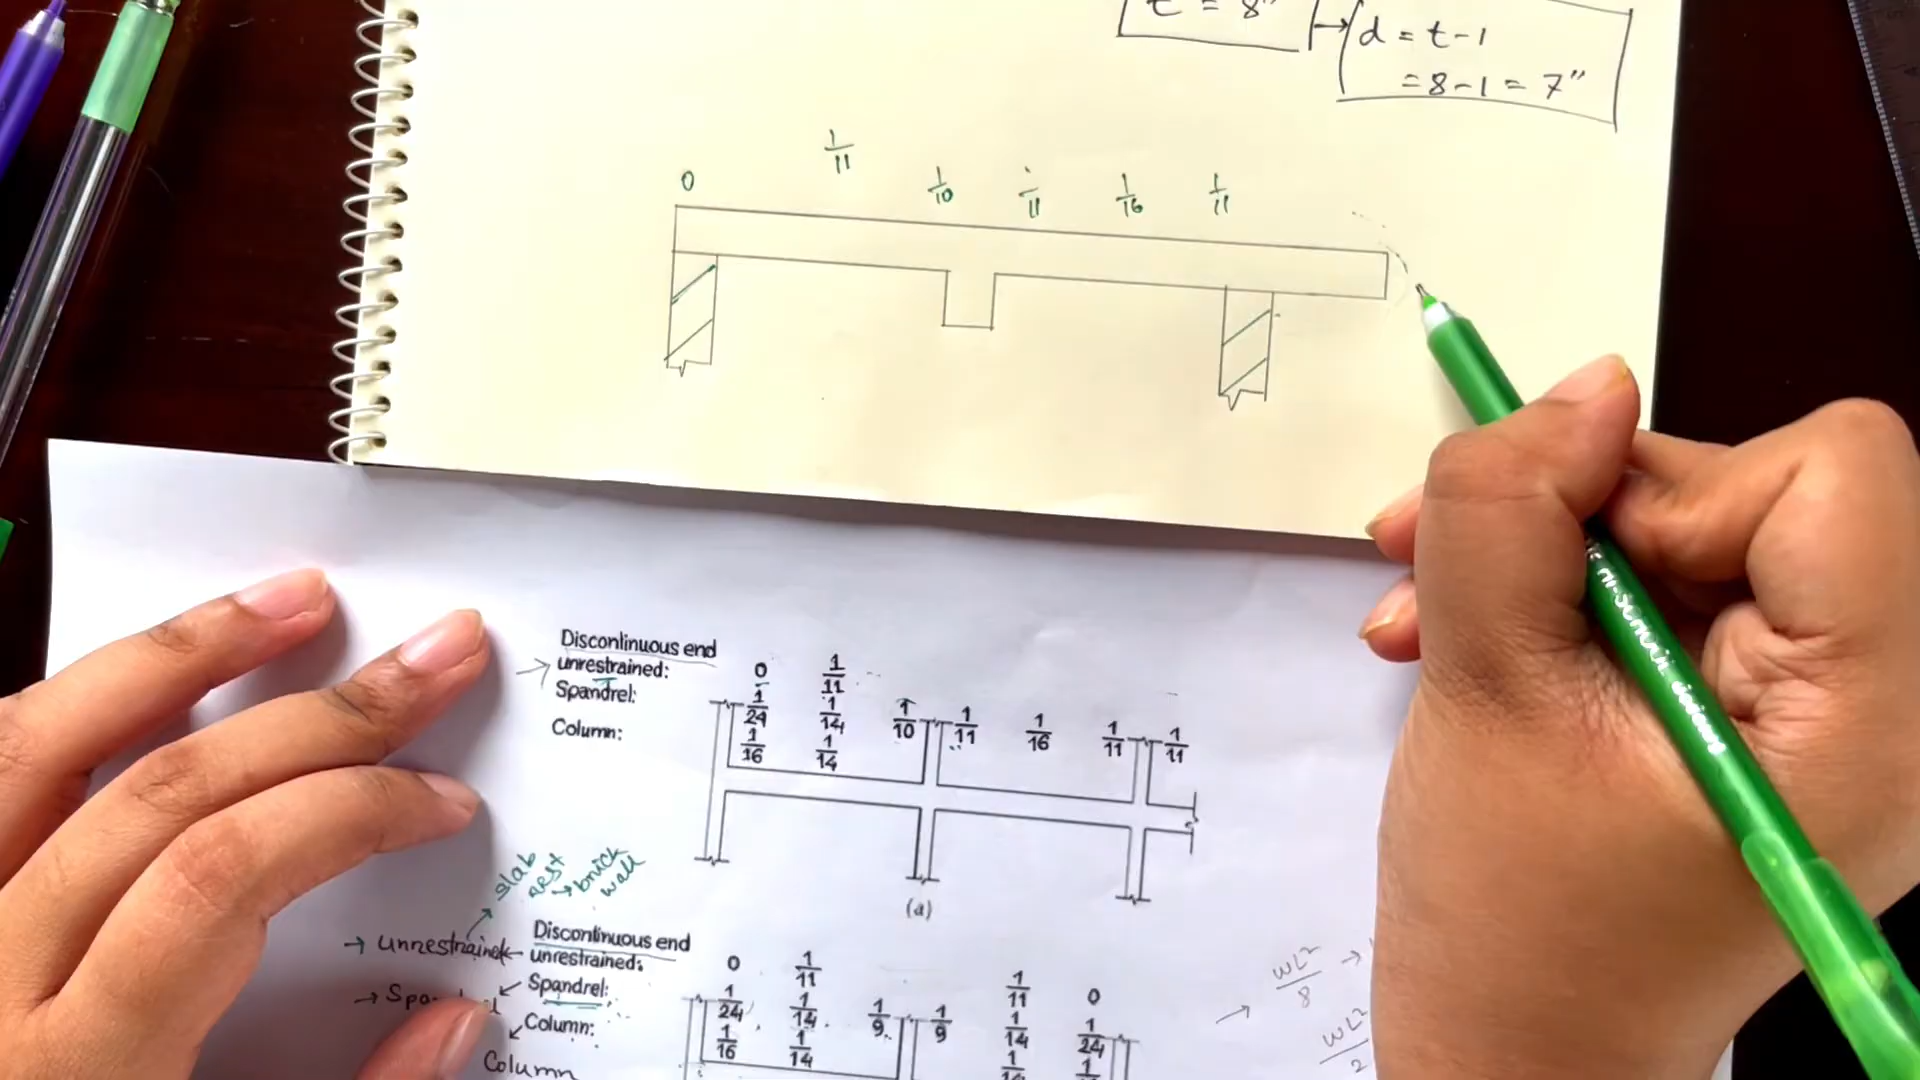 t = 8"
d = t-1
= 8-1 = 7"
0 1/11 1/10 1/11 1/16 1/11
Disconlinuous end
unrestrained: 0 1/11
Spandrel: 1/24 1/14 1/10 1/11 1/16 1/11 1/11
Column: 1/16 1/14
(a)
slab
rest
→ brick
wall
→ unrestrained
Discontinuous end
unrestrained: 0 1/11 1/11 0
Spandrel: 1/24 1/14 1/9 1/9 1/14 1/24
Column: 1/16 1/14
Column
→ WL²/8 →
WL²/2